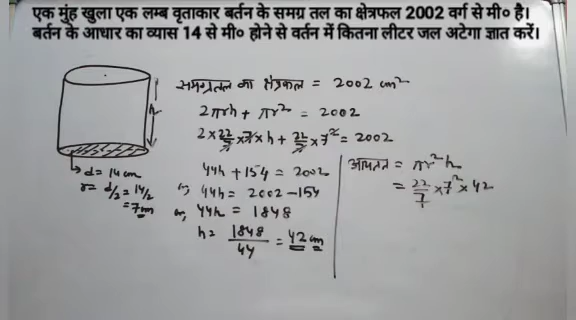 एक मुंह खुला एक लम्ब वृताकार बर्तन के समग्र तल का क्षेत्रफल 2002 वर्ग से मी० है।
बर्तन के आधार का व्यास 14 से मी० होने से वर्तन में कितना लीटर जल अटेगा ज्ञात करें।
समग्रतल का क्षेत्रफल = 2002 cm²
2πrh + πr² = 2002
2 × 22/7 × 7 × h + 22/7 × 7² = 2002
44h + 154 = 2002
44h = 2002 - 154
44h = 1848
h = 1848/44 = 42 cm
h
d = 14 cm
r = d/2 = 14/2
= 7 cm
आयतन = πr²h
= 22/7 × 7² × 42